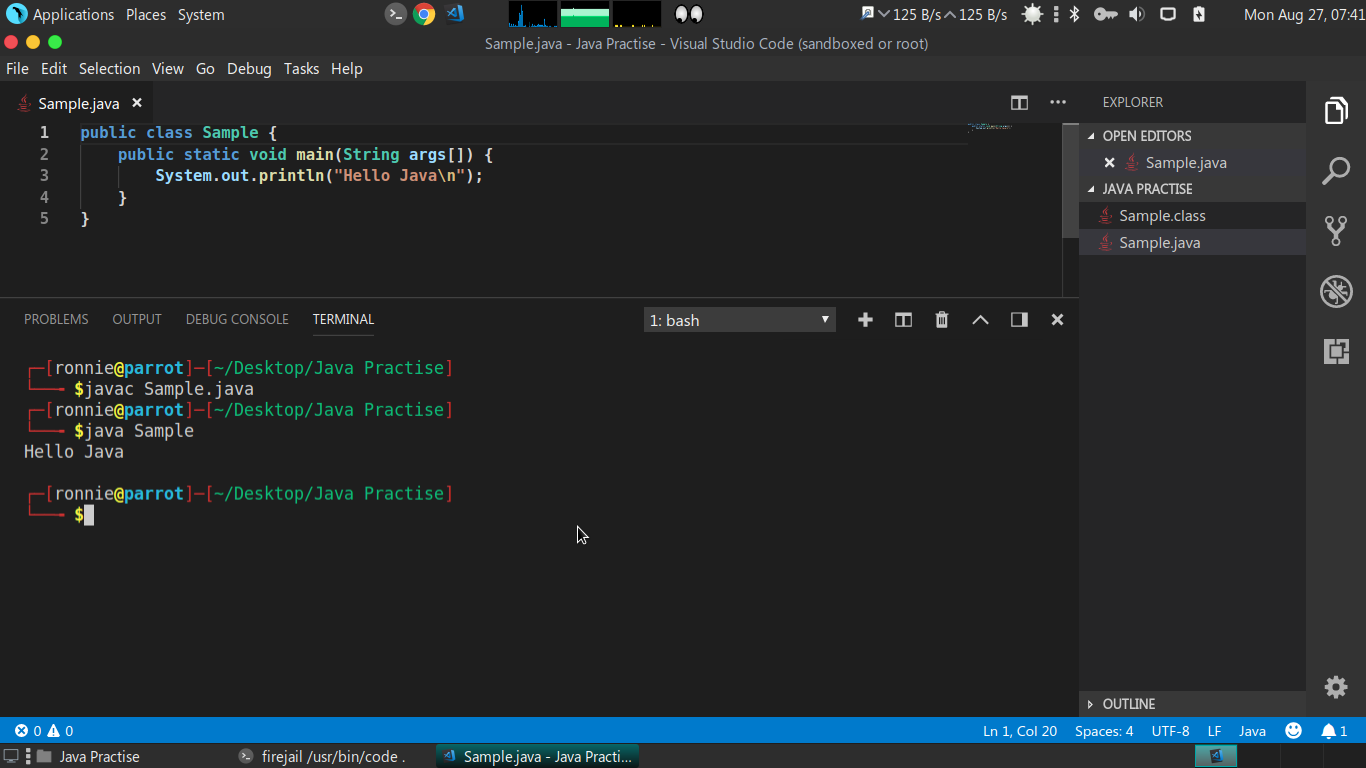 Applications Places System 125 B/s 125 B/s Mon Aug 27, 07:41
Sample.java - Java Practise - Visual Studio Code (sandboxed or root)
File Edit Selection View Go Debug Tasks Help
Sample.java
1 public class Sample {
2 public static void main(String args[]) {
3 System.out.println("Hello Java\n");
4 }
5 }
EXPLORER
OPEN EDITORS
Sample.java
JAVA PRACTISE
Sample.class
Sample.java
OUTLINE
PROBLEMS OUTPUT DEBUG CONSOLE TERMINAL 1: bash
┌─[ronnie@parrot]─[~/Desktop/Java Practise]
└──╼ $javac Sample.java
┌─[ronnie@parrot]─[~/Desktop/Java Practise]
└──╼ $java Sample
Hello Java
┌─[ronnie@parrot]─[~/Desktop/Java Practise]
└──╼ $
0 0 Ln 1, Col 20 Spaces: 4 UTF-8 LF Java 1
Java Practise firejail /usr/bin/code . Sample.java - Java Practi...